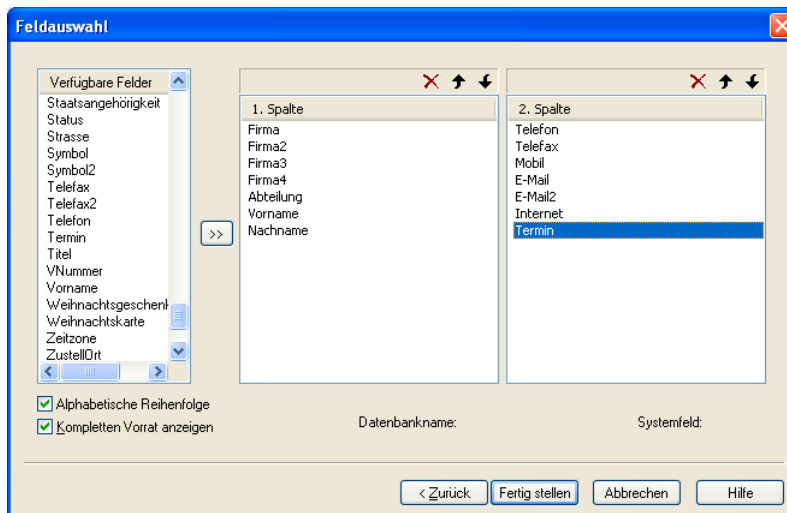 Feldauswahl
Verfügbare Felder
Staatsangehörigkeit
Status
Strasse
Symbol
Symbol2
Telefax
Telefax2
Telefon
Termin
Titel
VNummer
Vorname
Weihnachtsgeschenk
Weihnachtskarte
Zeitzone
ZustellOrt
>>
1. Spalte
Firma
Firma2
Firma3
Firma4
Abteilung
Vorname
Nachname
2. Spalte
Telefon
Telefax
Mobil
E-Mail
E-Mail2
Internet
Termin
Alphabetische Reihenfolge
Kompletten Vorrat anzeigen
Datenbankname:
Systemfeld:
< Zurück
Fertig stellen
Abbrechen
Hilfe